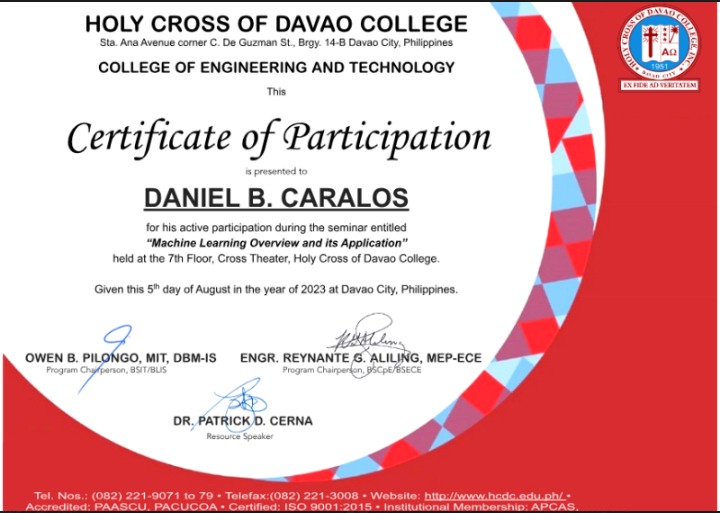 HOLY CROSS OF DAVAO COLLEGE
Sta. Ana Avenue corner C. De Guzman St., Brgy. 14-B Davao City, Philippines
COLLEGE OF ENGINEERING AND TECHNOLOGY
This
Certificate of Participation
is presented to
DANIEL B. CARALOS
for his active participation during the seminar entitled
“Machine Learning Overview and its Application”
held at the 7th Floor, Cross Theater, Holy Cross of Davao College.
Given this 5th day of August in the year of 2023 at Davao City, Philippines.
OWEN B. PILONGO, MIT, DBM-IS
Program Chairperson, BSIT/BLIS
ENGR. REYNANTE G. ALILING, MEP-ECE
Program Chairperson, BSCpE/BSECE
DR. PATRICK D. CERNA
Resource Speaker
Tel. Nos.: (082) 221-9071 to 79 • Telefax:(082) 221-3008 • Website: http://www.hcdc.edu.ph/ •
Accredited: PAASCU, PACUCOA • Certified: ISO 9001:2015 • Institutional Membership: APCAS,
HOLY CROSS OF DAVAO COLLEGE, INC.
ΑΩ
1951
DAVAO CITY
EX FIDE AD VERITATEM